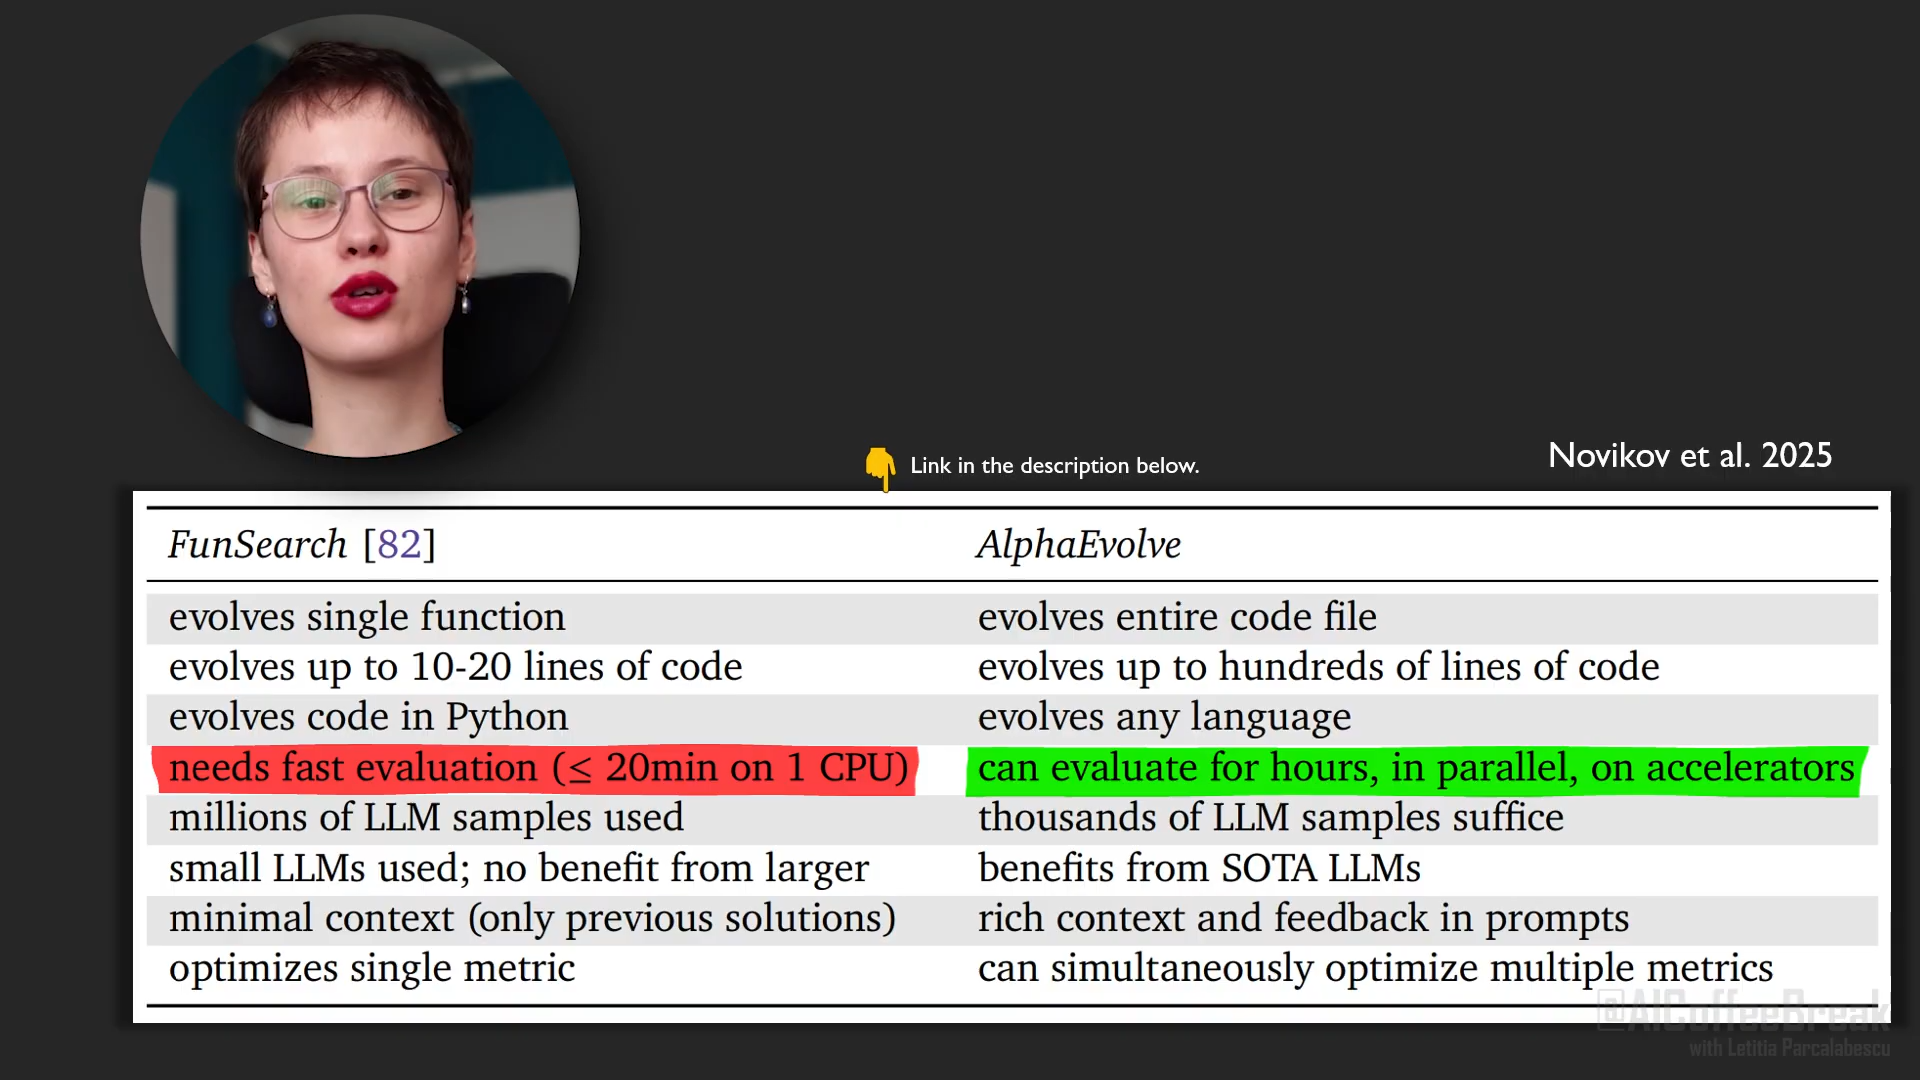 Link in the description below.
Novikov et al. 2025
FunSearch [82] AlphaEvolve
evolves single function evolves entire code file
evolves up to 10-20 lines of code evolves up to hundreds of lines of code
evolves code in Python evolves any language
needs fast evaluation (≤ 20min on 1 CPU) can evaluate for hours, in parallel, on accelerators
millions of LLM samples used thousands of LLM samples suffice
small LLMs used; no benefit from larger benefits from SOTA LLMs
minimal context (only previous solutions) rich context and feedback in prompts
optimizes single metric can simultaneously optimize multiple metrics
@AICoffeeBreak
with Letitia Parcalabescu